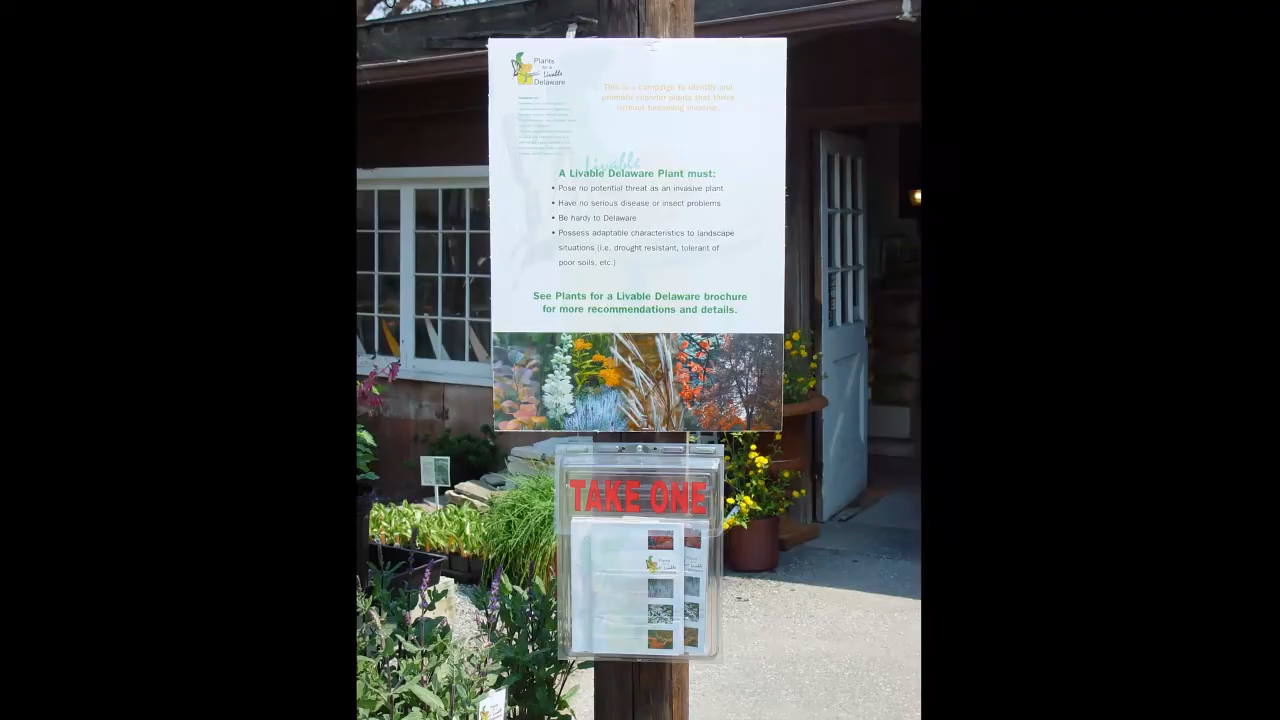 Plants
for a
Livable
Delaware
This is a campaign to identify and
promote superior plants that thrive
without becoming invasive.
Livable
A Livable Delaware Plant must:
• Pose no potential threat as an invasive plant
• Have no serious disease or insect problems
• Be hardy to Delaware
• Possess adaptable characteristics to landscape
situations (i.e. drought resistant, tolerant of
poor soils, etc.)
See Plants for a Livable Delaware brochure
for more recommendations and details.
TAKE ONE